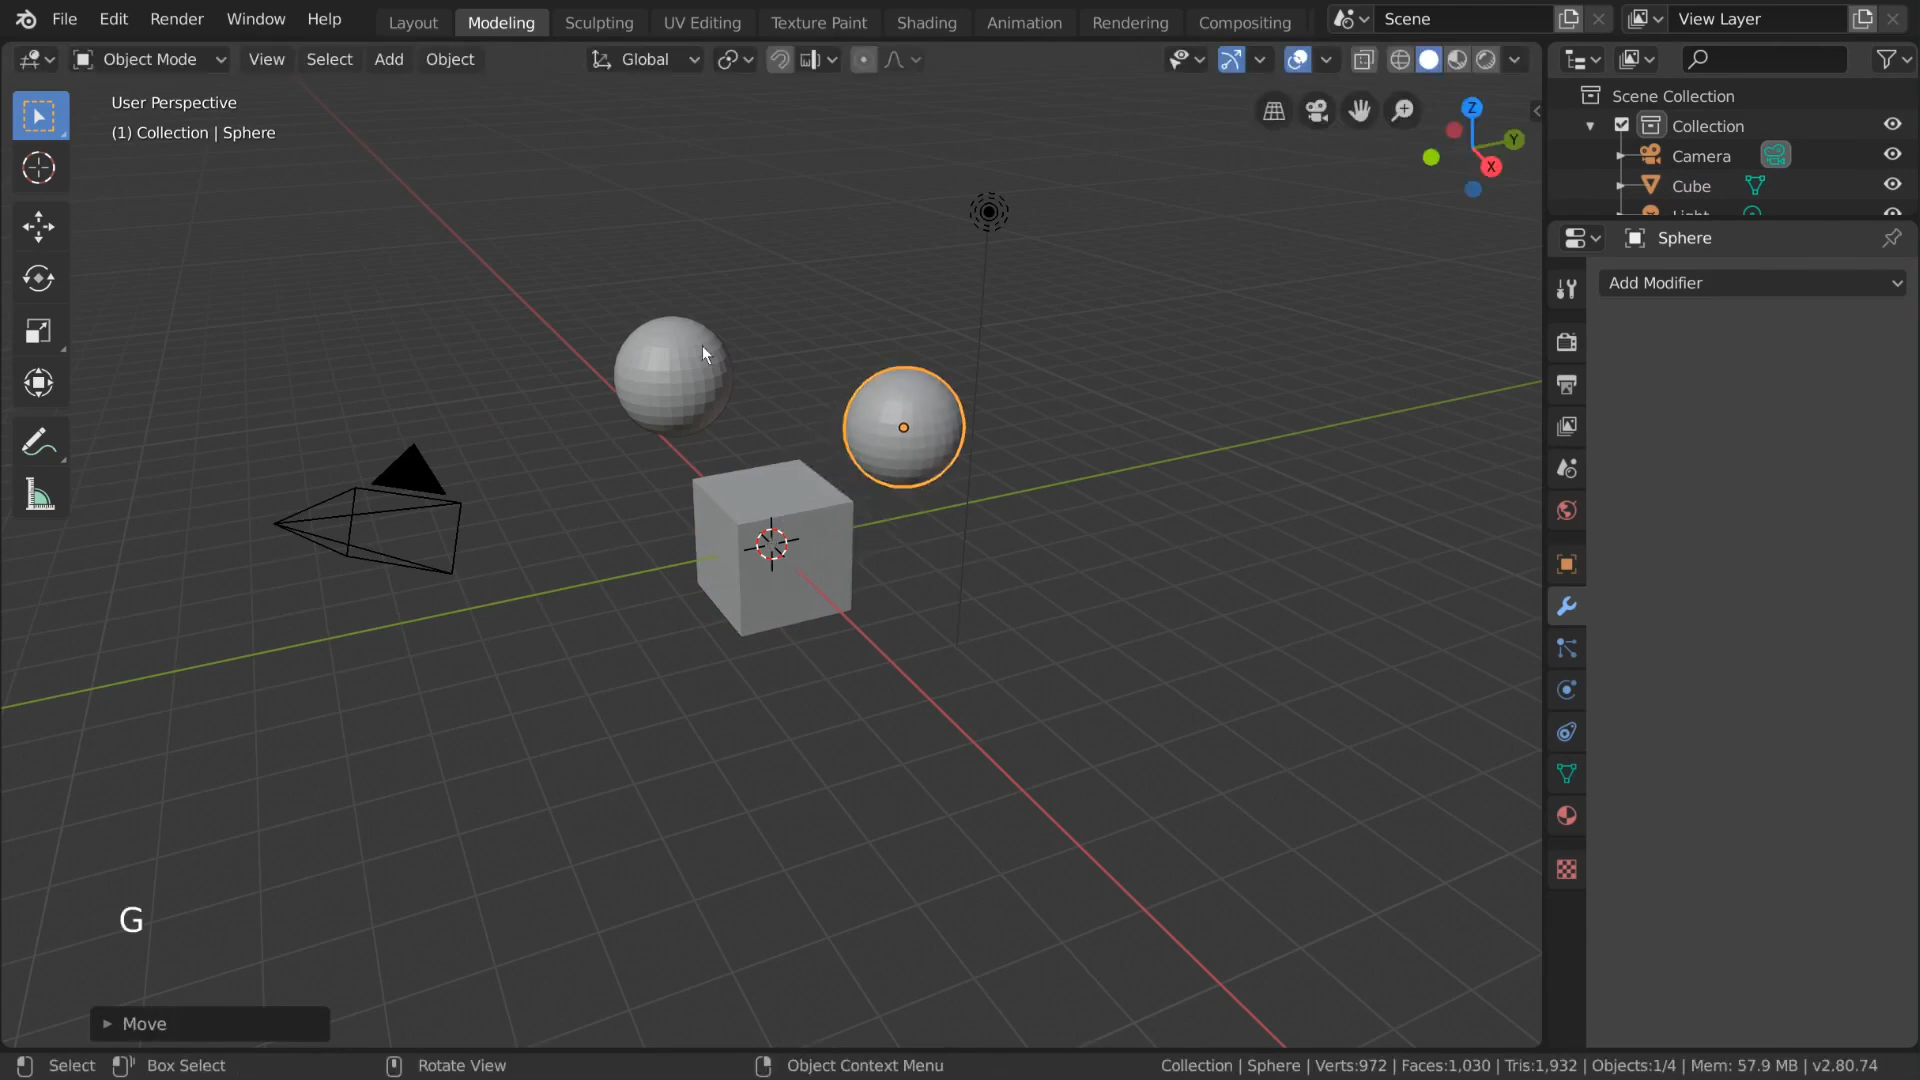 File Edit Render Window Help Layout Modeling Sculpting UV Editing Texture Paint Shading Animation Rendering Compositing Scene View Layer
Object Mode View Select Add Object Global
User Perspective
(1) Collection | Sphere
Z
Y
X
Scene Collection
Collection
Camera
Cube
Light
Sphere
Add Modifier
G
Move
Select Box Select Rotate View Object Context Menu Collection | Sphere | Verts:972 | Faces:1,030 | Tris:1,932 | Objects:1/4 | Mem: 57.9 MB | v2.80.74